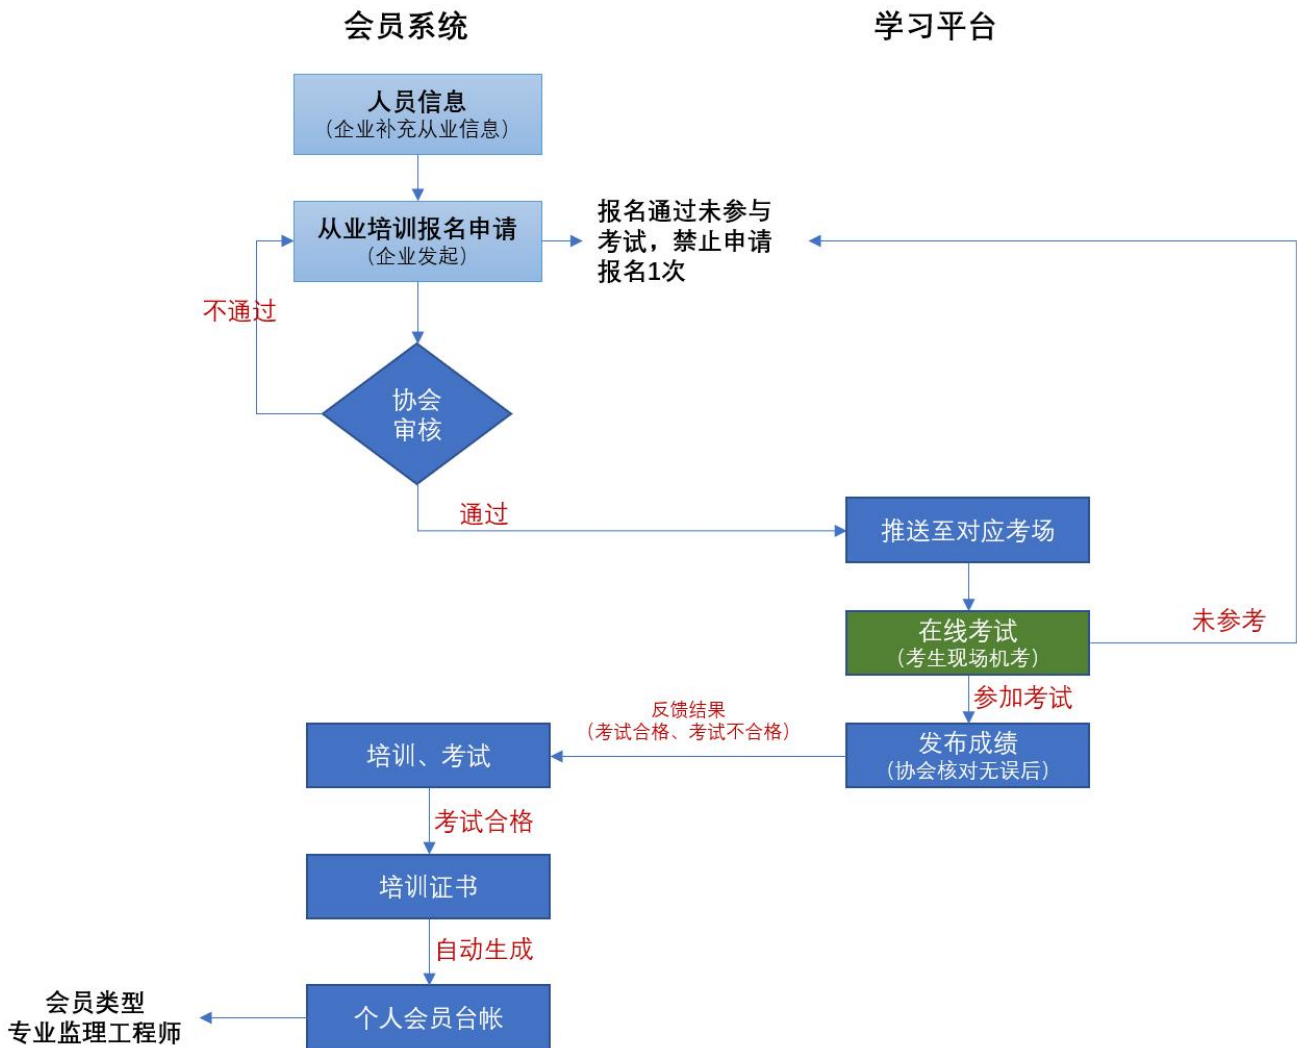 会员系统
学习平台
人员信息
（企业补充从业信息）
从业培训报名申请
（企业发起）
报名通过未参与
考试，禁止申请
报名1次
不通过
协会
审核
通过
推送至对应考场
在线考试
（考生现场机考）
未参考
参加考试
反馈结果
（考试合格、考试不合格）
发布成绩
（协会核对无误后）
培训、考试
考试合格
培训证书
自动生成
个人会员台帐
会员类型
专业监理工程师